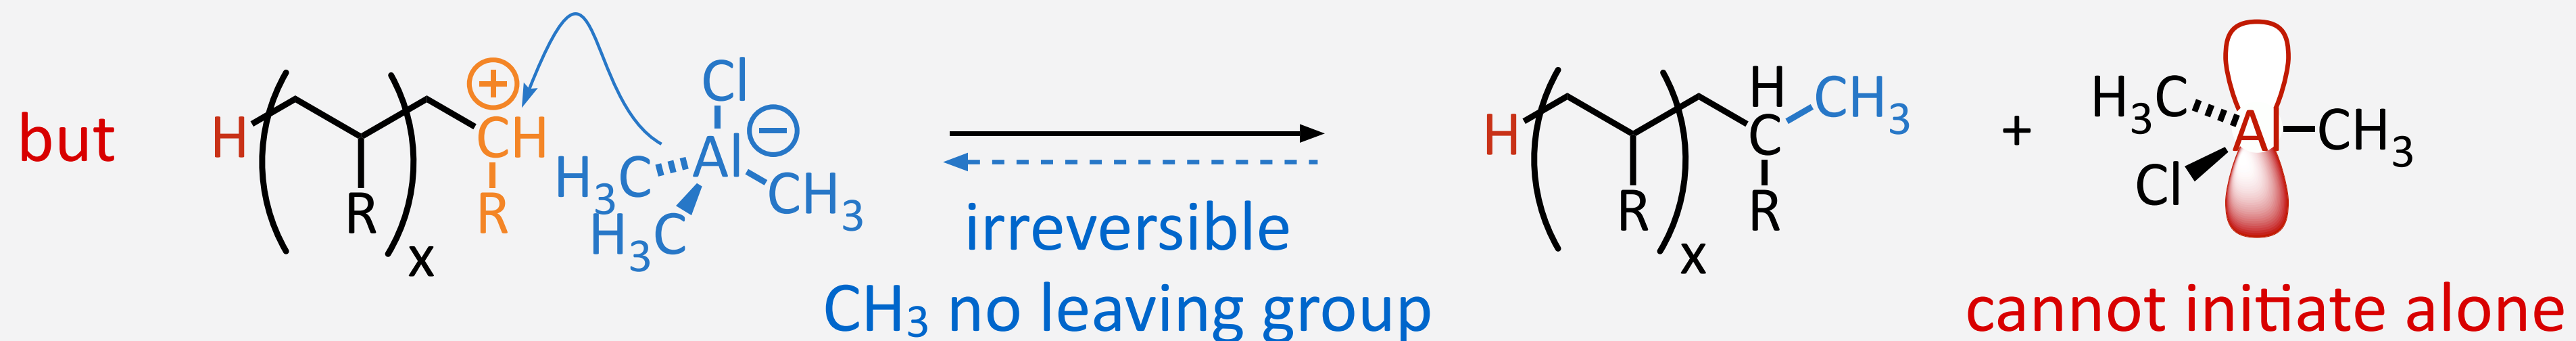 but
H
R
x
⊕
CH
R
Cl
Al ⊖
H₃C
H₃C
CH₃
irreversible
CH₃ no leaving group
H
R
x
H
C
R
CH₃
+
H₃C
Al
CH₃
Cl
cannot initiate alone